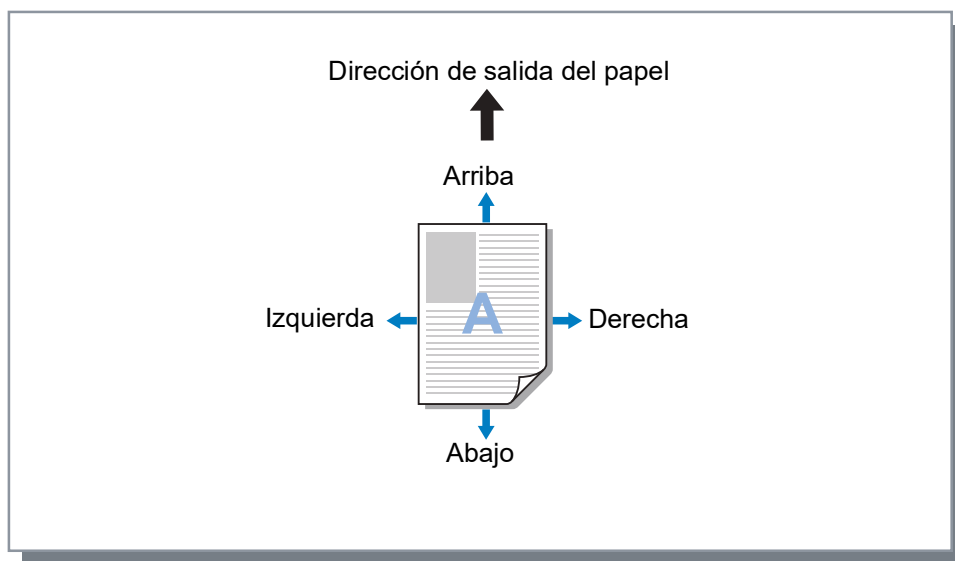 Dirección de salida del papel
Arriba
A
Izquierda
Derecha
Abajo